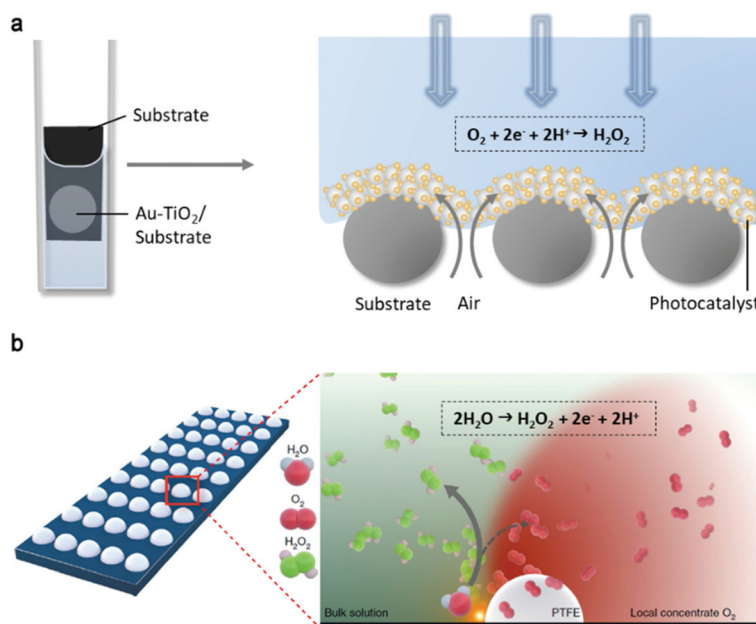 a
Substrate
Au-TiO₂/
Substrate
O₂ + 2e⁻ + 2H⁺ → H₂O₂
Substrate
Air
Photocatalyst
b
H₂O
O₂
H₂O₂
2H₂O → H₂O₂ + 2e⁻ + 2H⁺
Bulk solution
PTFE
Local concentrate O₂